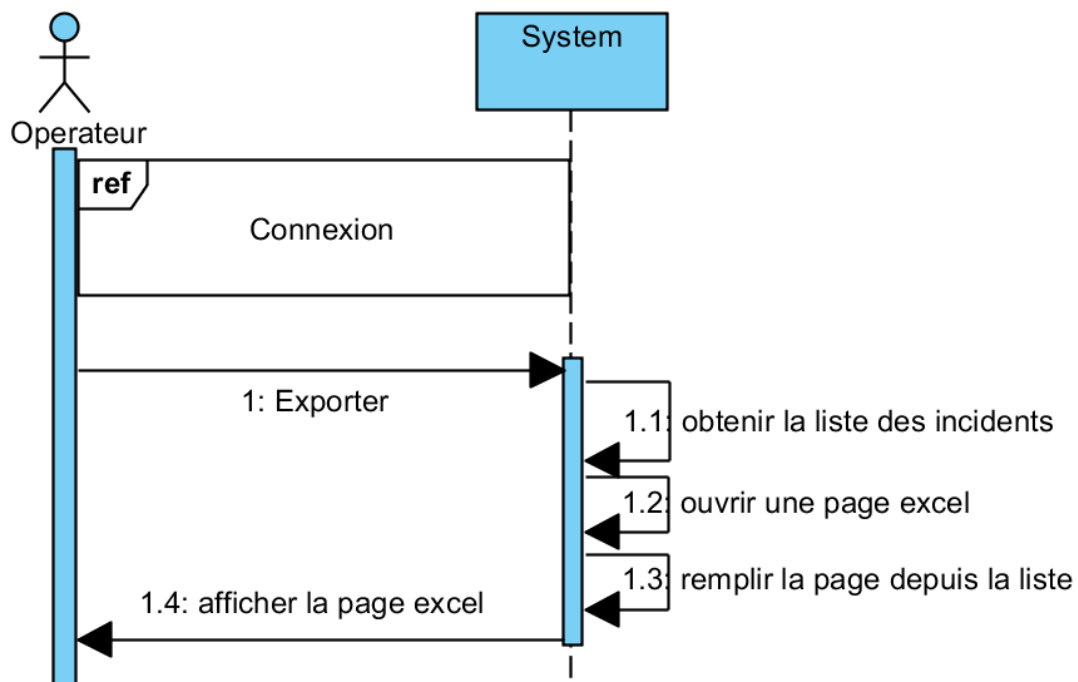 System
Operateur
ref
Connexion
1: Exporter
1.1: obtenir la liste des incidents
1.2: ouvrir une page excel
1.3: remplir la page depuis la liste
1.4: afficher la page excel